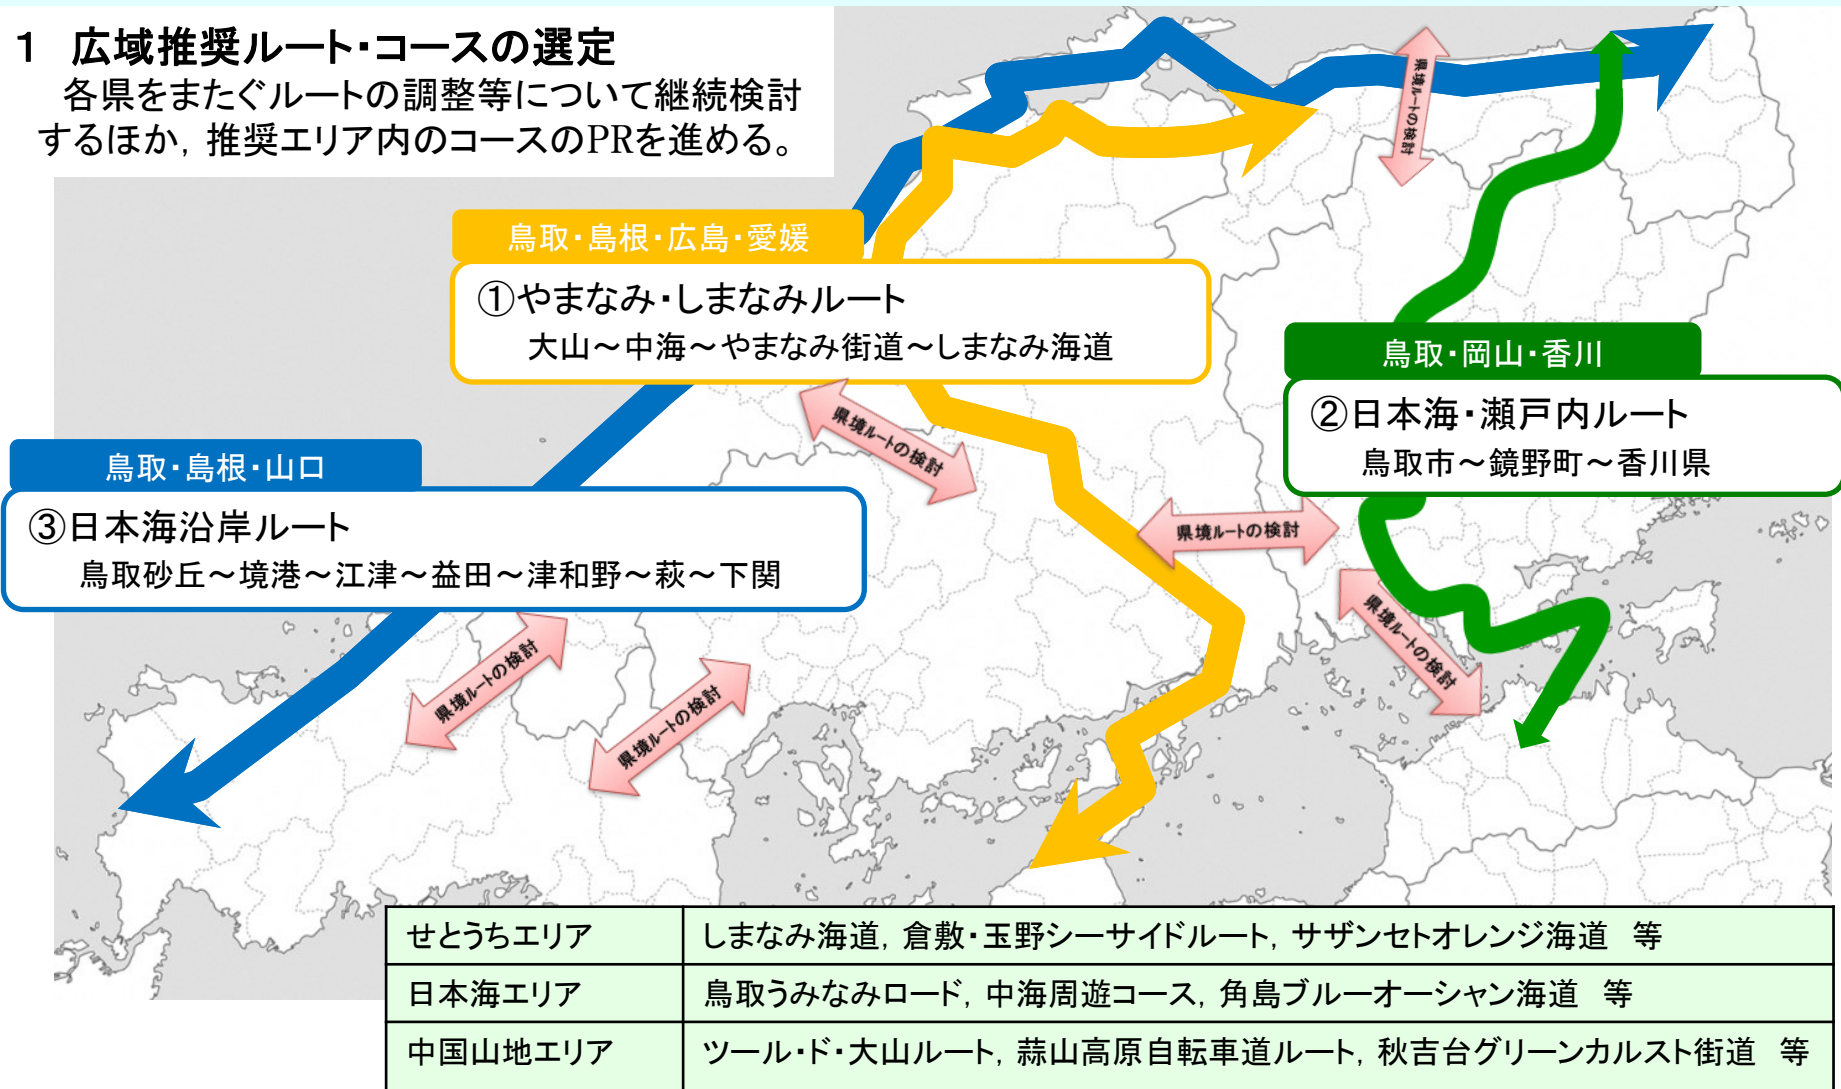 1 広域推奨ルート・コースの選定
各県をまたぐルートの調整等について継続検討
するほか，推奨エリア内のコースのPRを進める。
県境ルートの検討
鳥取・島根・広島・愛媛
①やまなみ・しまなみルート
大山～中海～やまなみ街道～しまなみ海道
鳥取・岡山・香川
②日本海・瀬戸内ルート
鳥取市～鏡野町～香川県
県境ルートの検討
鳥取・島根・山口
③日本海沿岸ルート
鳥取砂丘～境港～江津～益田～津和野～萩～下関
県境ルートの検討
県境ルートの検討
県境ルートの検討
県境ルートの検討
せとうちエリア しまなみ海道，倉敷・玉野シーサイドルート，サザンセトオレンジ海道　等
日本海エリア 鳥取うみなみロード，中海周遊コース，角島ブルーオーシャン海道　等
中国山地エリア ツール・ド・大山ルート，蒜山高原自転車道ルート，秋吉台グリーンカルスト街道　等